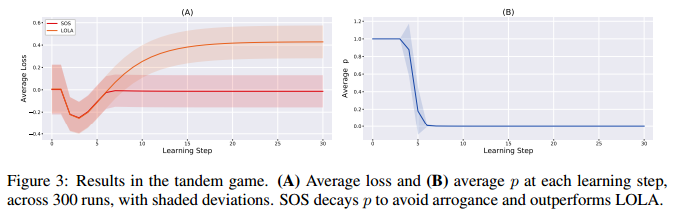 (A)
SOS
LOLA
0.6
0.4
0.2
0.0
−0.2
−0.4
Average Loss
0
5
10
15
20
25
30
Learning Step
(B)
1.2
1.0
0.8
0.6
0.4
0.2
0.0
Average p
0
5
10
15
20
25
30
Learning Step
Figure 3: Results in the tandem game. (A) Average loss and (B) average p at each learning step,
across 300 runs, with shaded deviations. SOS decays p to avoid arrogance and outperforms LOLA.